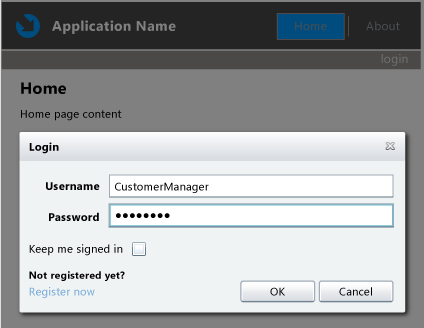 Application Name
Home
About
login
Home
Home page content
Login
Username
CustomerManager
Password
••••••••
Keep me signed in
Not registered yet?
Register now
OK
Cancel